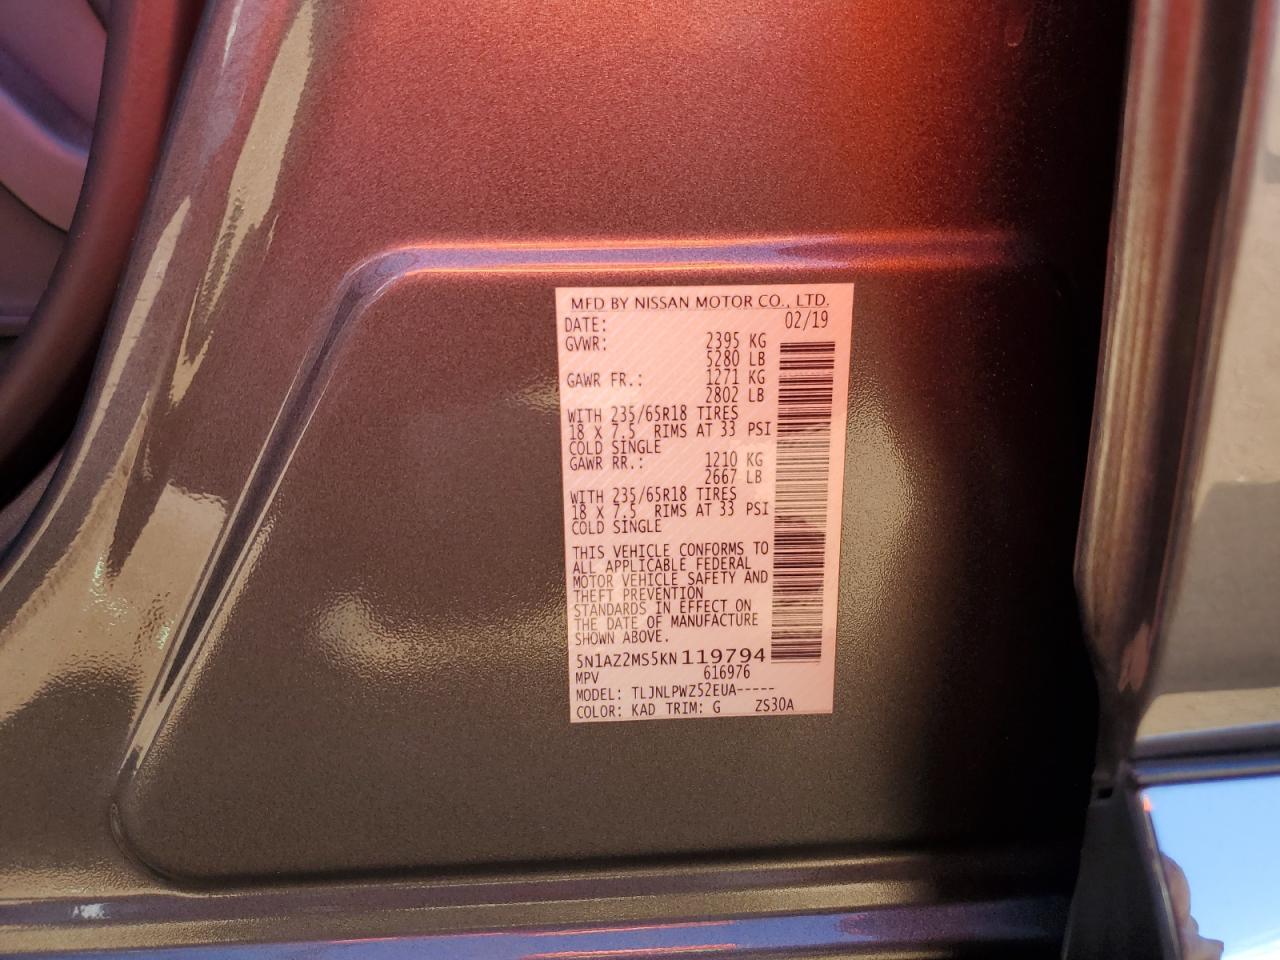 MFD BY NISSAN MOTOR CO., LTD.
DATE: 02/19
GVWR: 2395 KG
5280 LB
GAWR FR.: 1271 KG
2802 LB
WITH 235/65R18 TIRES
18 X 7.5 RIMS AT 33 PSI
COLD SINGLE
GAWR RR.: 1210 KG
2667 LB
WITH 235/65R18 TIRES
18 X 7.5 RIMS AT 33 PSI
COLD SINGLE
THIS VEHICLE CONFORMS TO
ALL APPLICABLE FEDERAL
MOTOR VEHICLE SAFETY AND
THEFT PREVENTION
STANDARDS IN EFFECT ON
THE DATE OF MANUFACTURE
SHOWN ABOVE.
5N1AZ2MS5KN119794
MPV 616976
MODEL: TLJNLPWZ52EUA-----
COLOR: KAD TRIM: G ZS30A